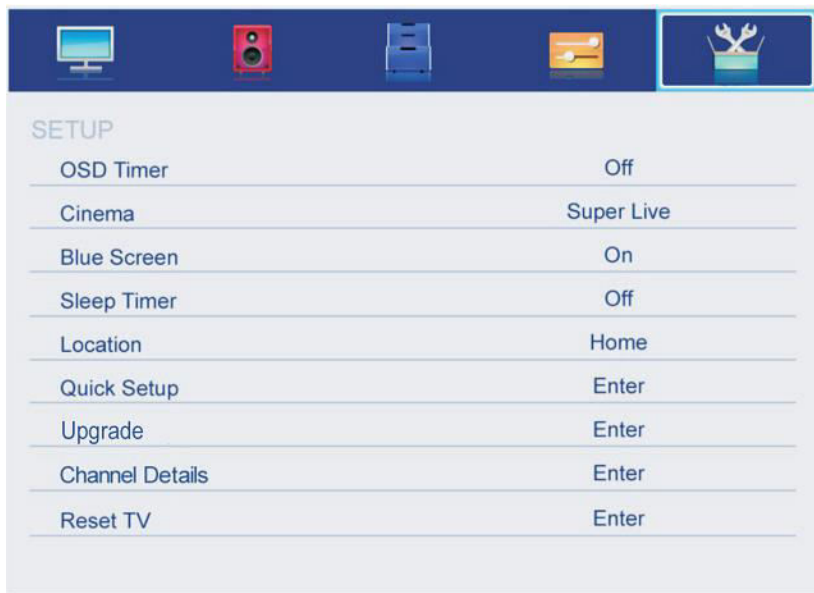 SETUP
OSD Timer Off
Cinema Super Live
Blue Screen On
Sleep Timer Off
Location Home
Quick Setup Enter
Upgrade Enter
Channel Details Enter
Reset TV Enter